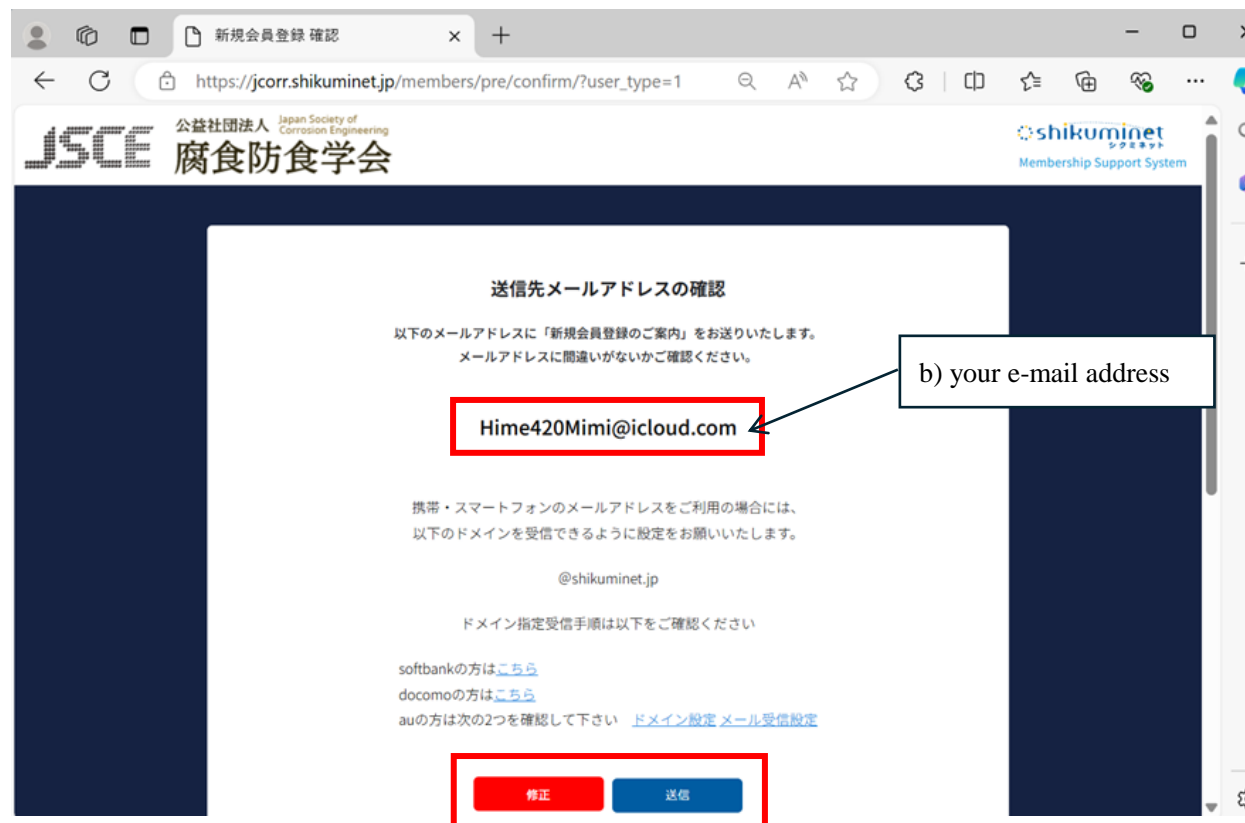 新規会員登録 確認
https://jcorr.shikuminet.jp/members/pre/confirm/?user_type=1
JSCE
公益社団法人 Japan Society of Corrosion Engineering
腐食防食学会
shikuminet
シクミネット
Membership Support System
送信先メールアドレスの確認
以下のメールアドレスに「新規会員登録のご案内」をお送りいたします。
メールアドレスに間違いがないかご確認ください。
b) your e-mail address
Hime420Mimi@icloud.com
携帯・スマートフォンのメールアドレスをご利用の場合には、
以下のドメインを受信できるように設定をお願いいたします。
@shikuminet.jp
ドメイン指定受信手順は以下をご確認ください
softbankの方はこちら
docomoの方はこちら
auの方は次の2つを確認して下さい ドメイン設定 メール受信設定
修正 送信